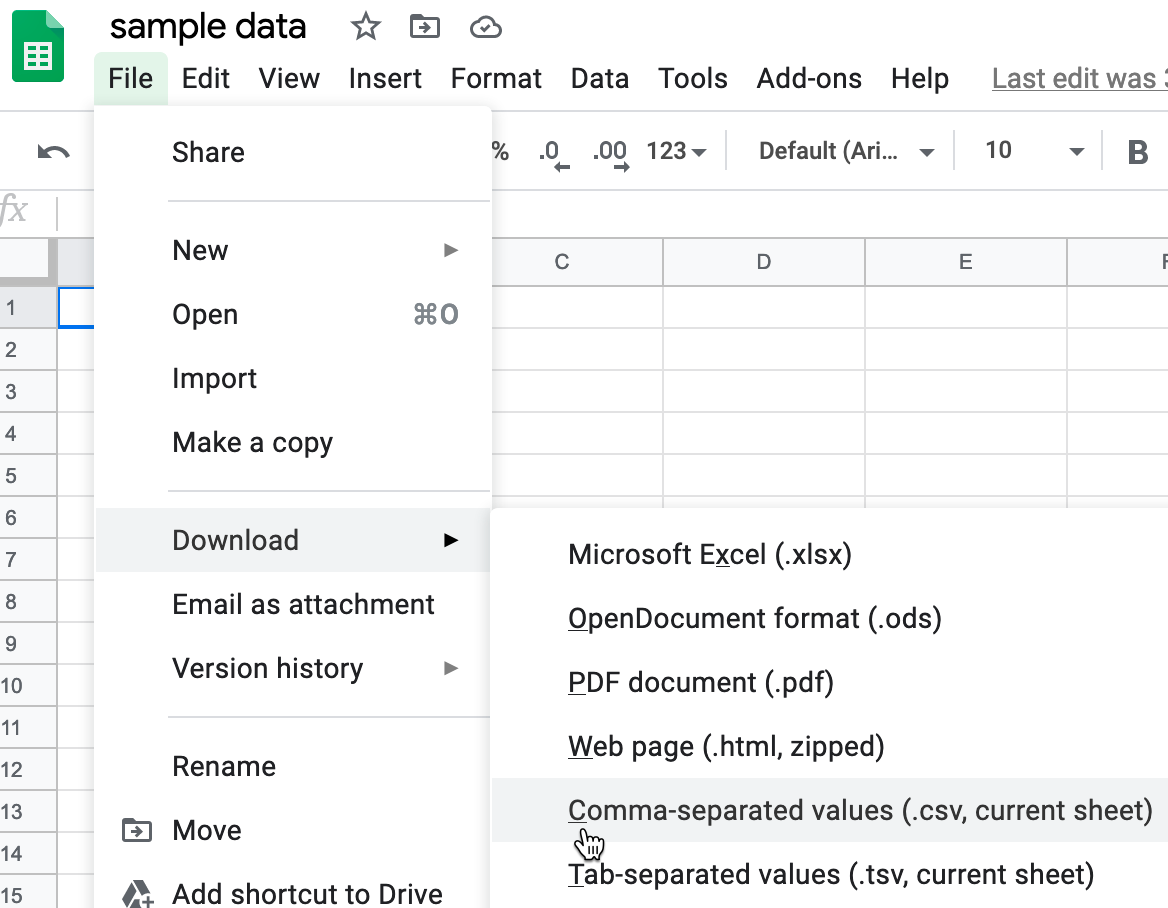 sample data
File Edit View Insert Format Data Tools Add-ons Help Last edit was 3
% .0 .00 123 Default (Ari... 10 B
fx
C D E F
Share
New
Open ⌘O
Import
Make a copy
Download
Email as attachment
Version history
Rename
Move
Add shortcut to Drive
Microsoft Excel (.xlsx)
OpenDocument format (.ods)
PDF document (.pdf)
Web page (.html, zipped)
Comma-separated values (.csv, current sheet)
Tab-separated values (.tsv, current sheet)
1
2
3
4
5
6
7
8
9
10
11
12
13
14
15